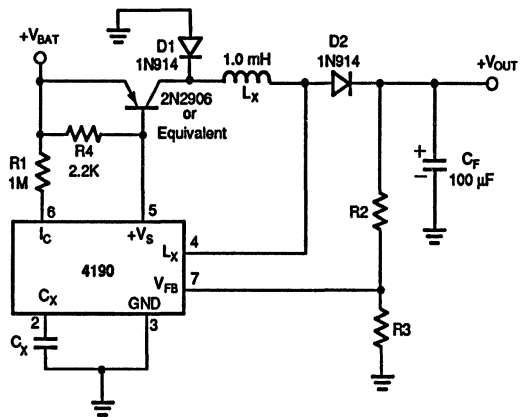 +VBAT
D1
1N914
1.0 mH
LX
D2
1N914
+VOUT
2N2906
or
Equivalent
R4
2.2K
R1
1M
+
−
CF
100 µF
R2
6
5
IC
+VS
LX
4
4190
VFB
7
CX
GND
2
3
CX
R3